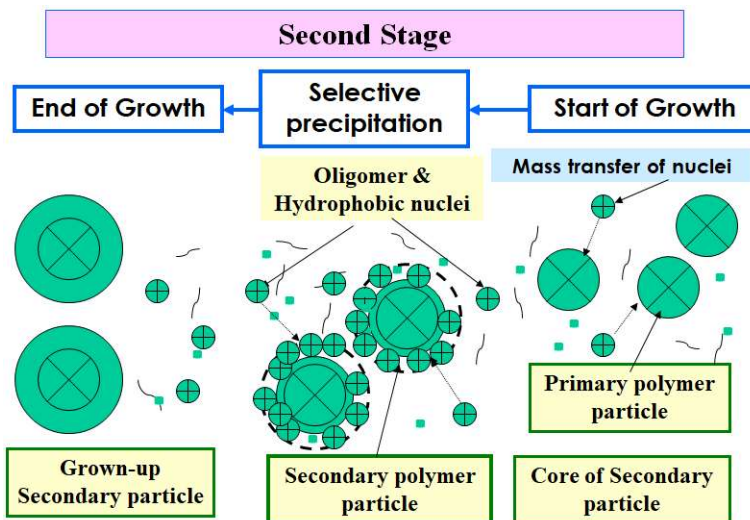 Second Stage
End of Growth
Selective
precipitation
Start of Growth
Oligomer &
Hydrophobic nuclei
Mass transfer of nuclei
Primary polymer
particle
Grown-up
Secondary particle
Secondary polymer
particle
Core of Secondary
particle